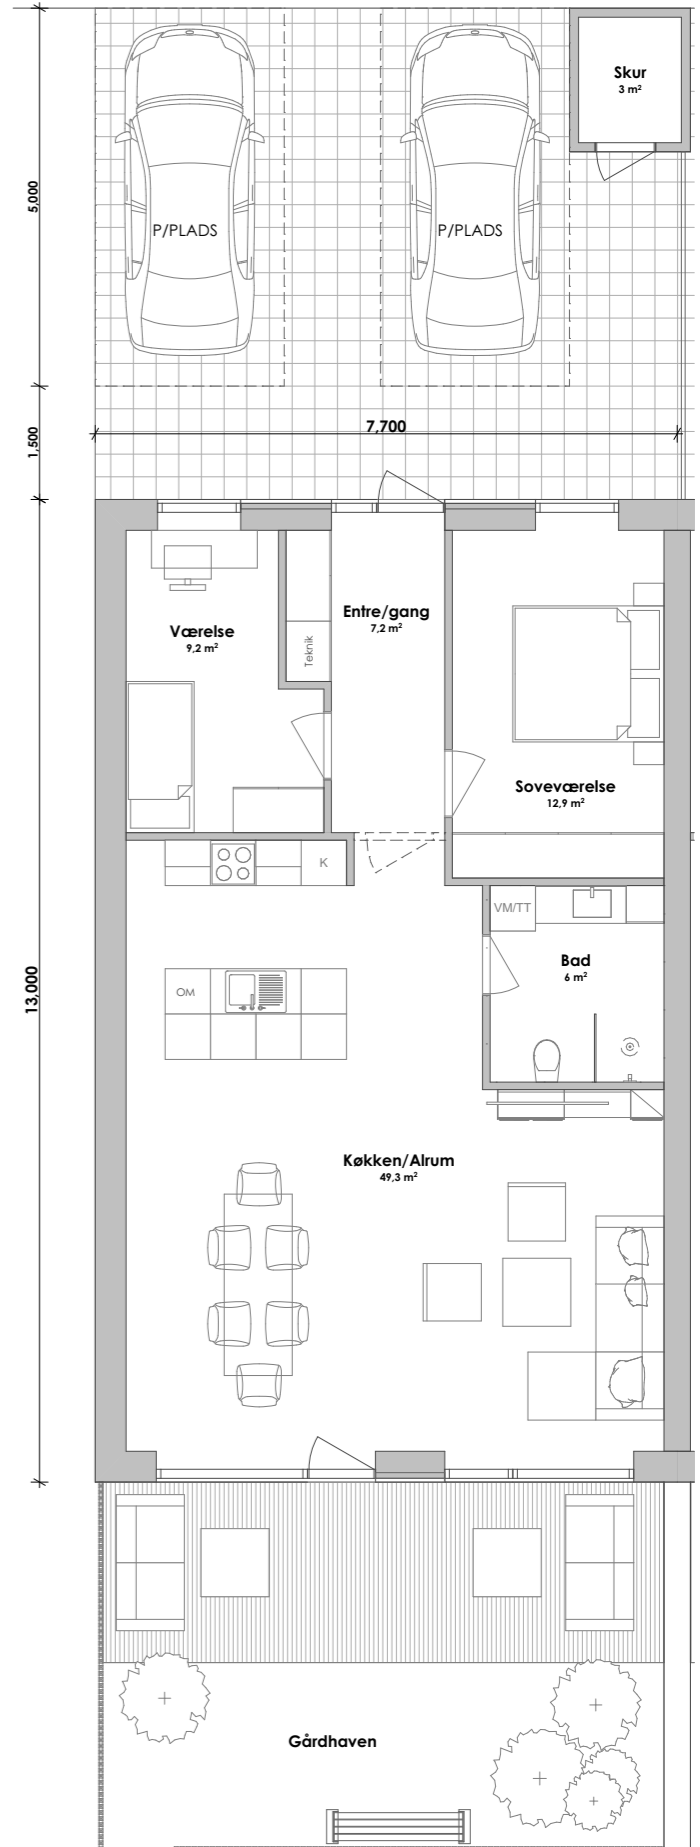 Skur
3 m²
5,000
P/PLADS
P/PLADS
1,500
7,700
Entre/gang
7,2 m²
Værelse
9,2 m²
Teknik
Soveværelse
12,9 m²
K
VM/TT
Bad
6 m²
OM
13,000
Køkken/Alrum
49,3 m²
Gårdhaven